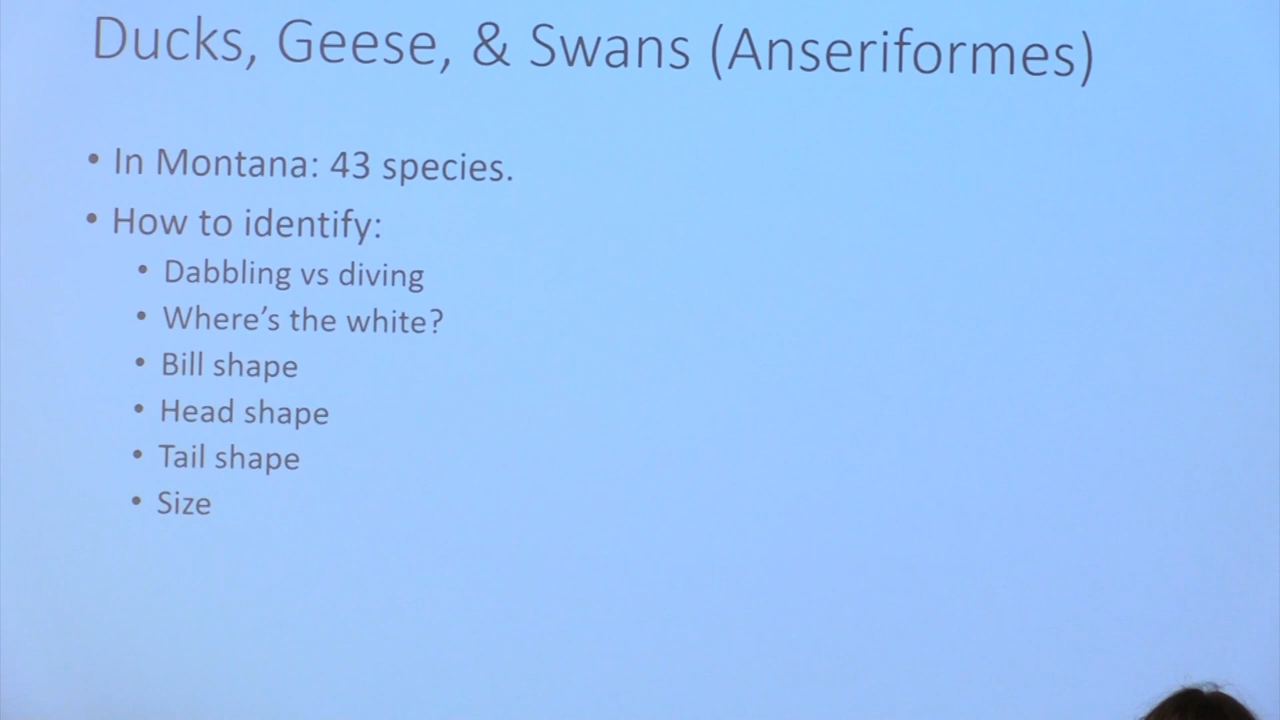 Ducks, Geese, & Swans (Anseriformes)
• In Montana: 43 species.
• How to identify:
• Dabbling vs diving
• Where's the white?
• Bill shape
• Head shape
• Tail shape
• Size